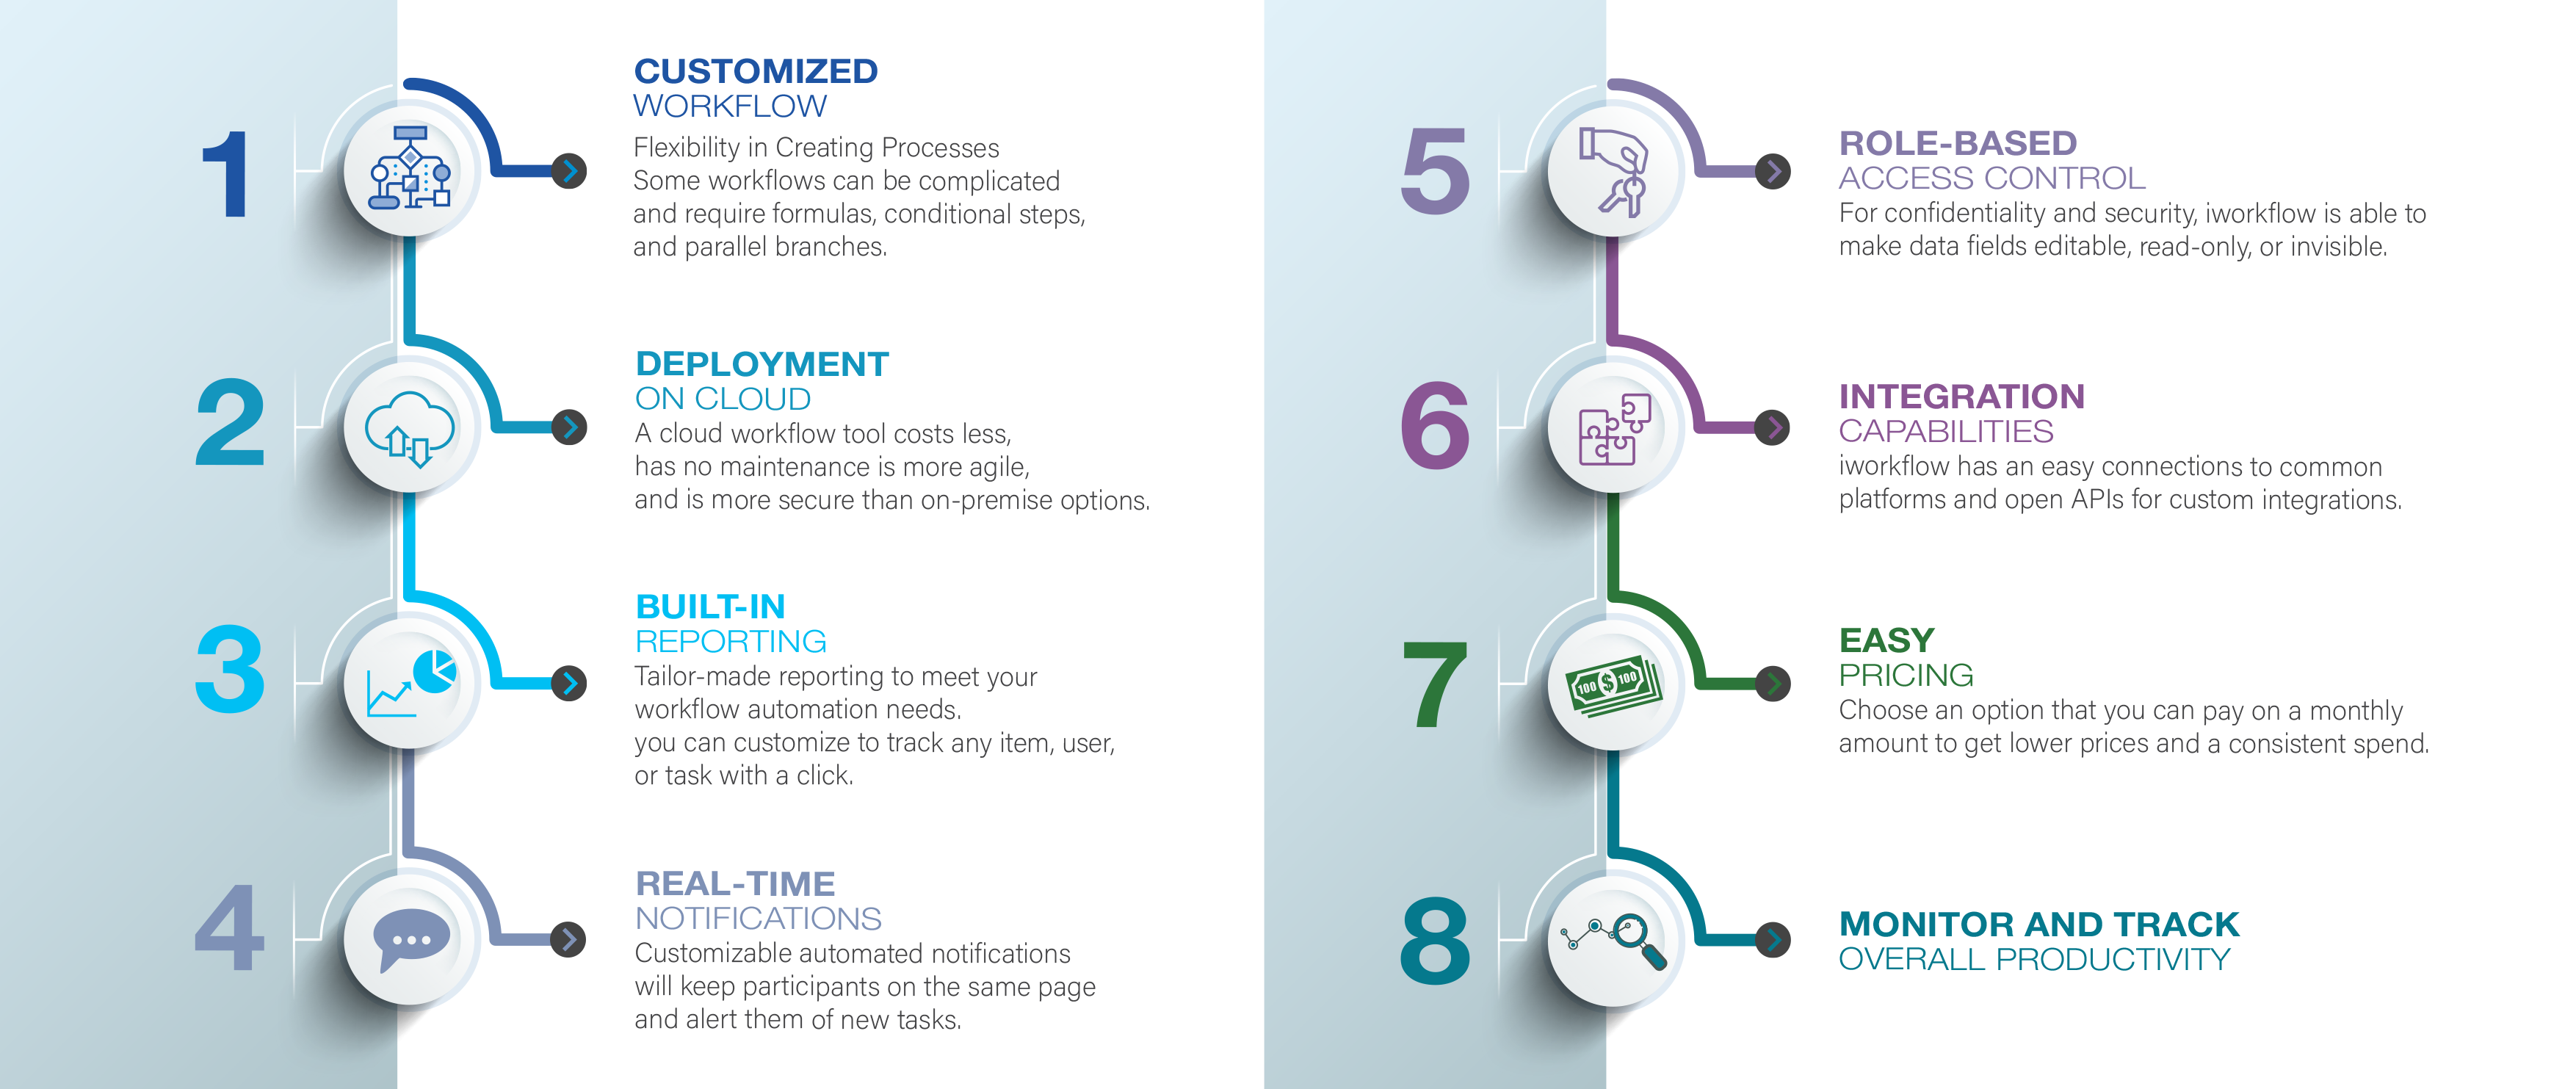 1
CUSTOMIZED
WORKFLOW
Flexibility in Creating Processes
Some workflows can be complicated
and require formulas, conditional steps,
and parallel branches.
2
DEPLOYMENT
ON CLOUD
A cloud workflow tool costs less,
has no maintenance is more agile,
and is more secure than on-premise options.
3
BUILT-IN
REPORTING
Tailor-made reporting to meet your
workflow automation needs.
you can customize to track any item, user,
or task with a click.
4
REAL-TIME
NOTIFICATIONS
Customizable automated notifications
will keep participants on the same page
and alert them of new tasks.
5
ROLE-BASED
ACCESS CONTROL
For confidentiality and security, iworkflow is able to
make data fields editable, read-only, or invisible.
6
INTEGRATION
CAPABILITIES
iworkflow has an easy connections to common
platforms and open APIs for custom integrations.
7
100 $ 100
EASY
PRICING
Choose an option that you can pay on a monthly
amount to get lower prices and a consistent spend.
8
MONITOR AND TRACK
OVERALL PRODUCTIVITY